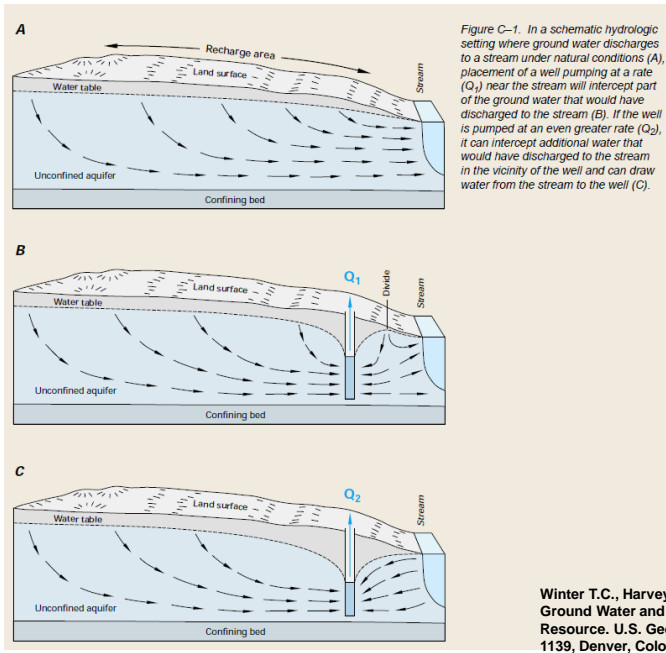 A
Recharge area
Land surface
Stream
Water table
Unconfined aquifer
Confining bed
Figure C–1. In a schematic hydrologic
setting where ground water discharges
to a stream under natural conditions (A),
placement of a well pumping at a rate
(Q1) near the stream will intercept part
of the ground water that would have
discharged to the stream (B). If the well
is pumped at an even greater rate (Q2),
it can intercept additional water that
would have discharged to the stream
in the vicinity of the well and can draw
water from the stream to the well (C).
B
Q1
Divide
Stream
Land surface
Water table
Unconfined aquifer
Confining bed
C
Q2
Stream
Land surface
Water table
Unconfined aquifer
Confining bed
Winter T.C., Harvey
Ground Water and
Resource. U.S. Geo
1139, Denver, Colo